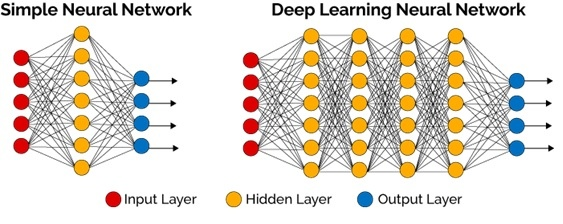 Simple Neural Network
Deep Learning Neural Network
Input Layer
Hidden Layer
Output Layer